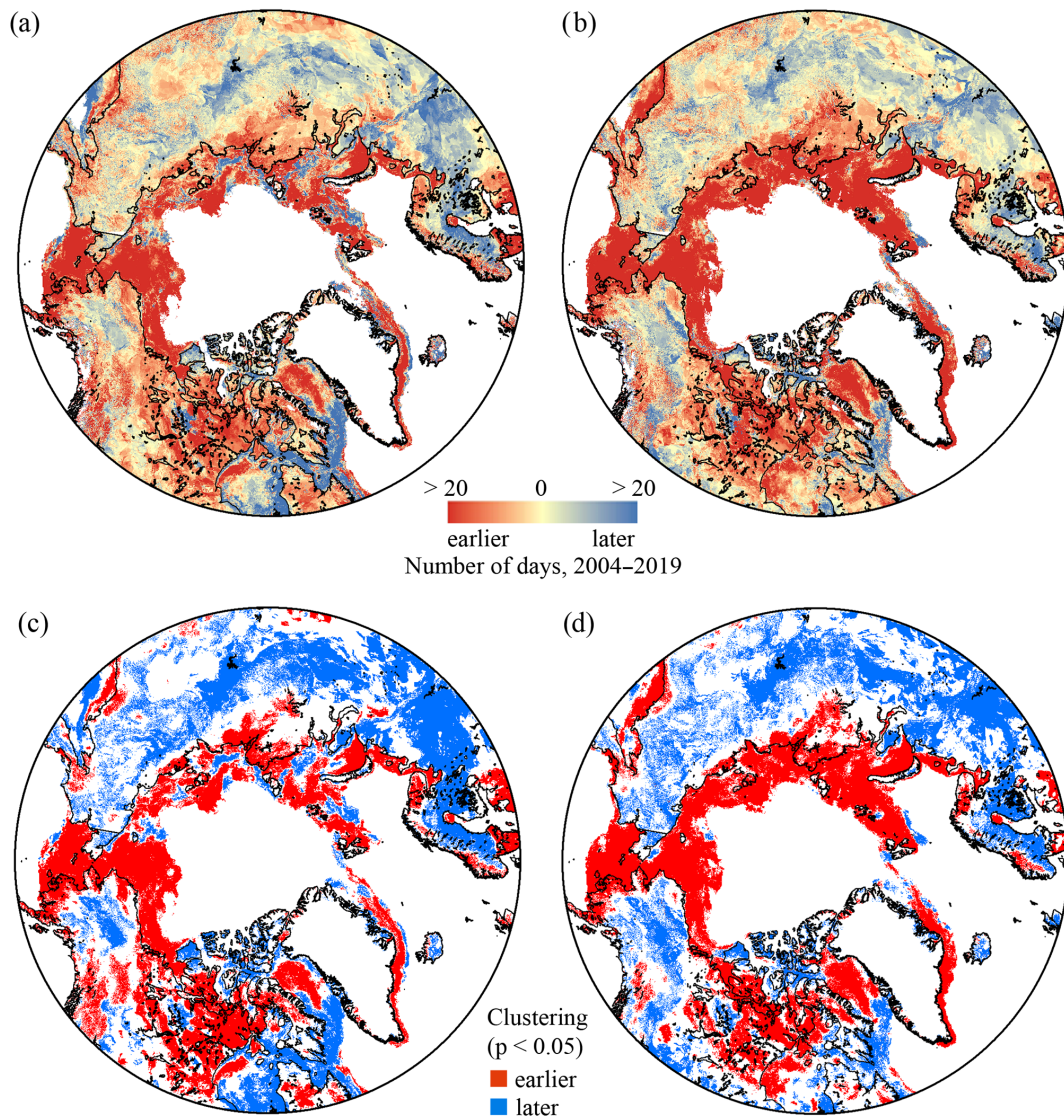 (a)
(b)
> 20 0 > 20
earlier later
Number of days, 2004–2019
(c)
(d)
Clustering
(p < 0.05)
earlier
later